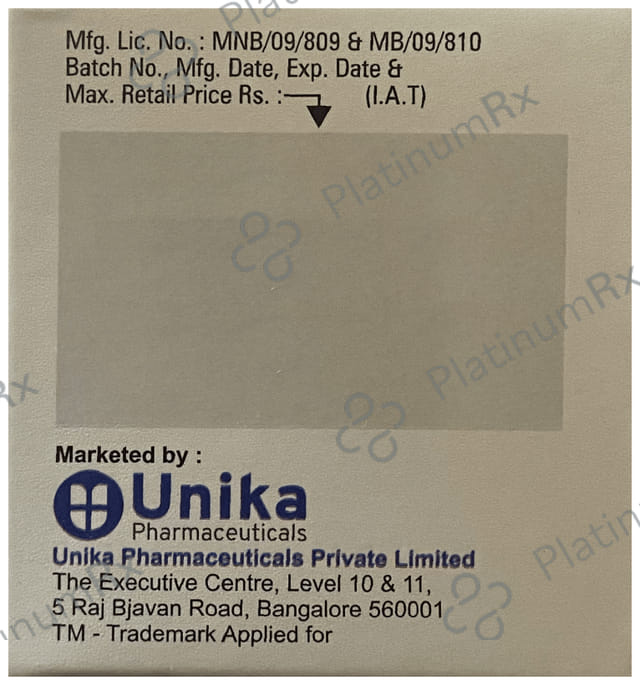 Mfg. Lic. No. : MNB/09/809 & MB/09/810
Batch No., Mfg. Date, Exp. Date &
Max. Retail Price Rs. : (I.A.T)
PlatinumRx
PlatinumRx
Marketed by :
Unika
Pharmaceuticals
Unika Pharmaceuticals Private Limited
The Executive Centre, Level 10 & 11,
5 Raj Bjavan Road, Bangalore 560001
TM - Trademark Applied for